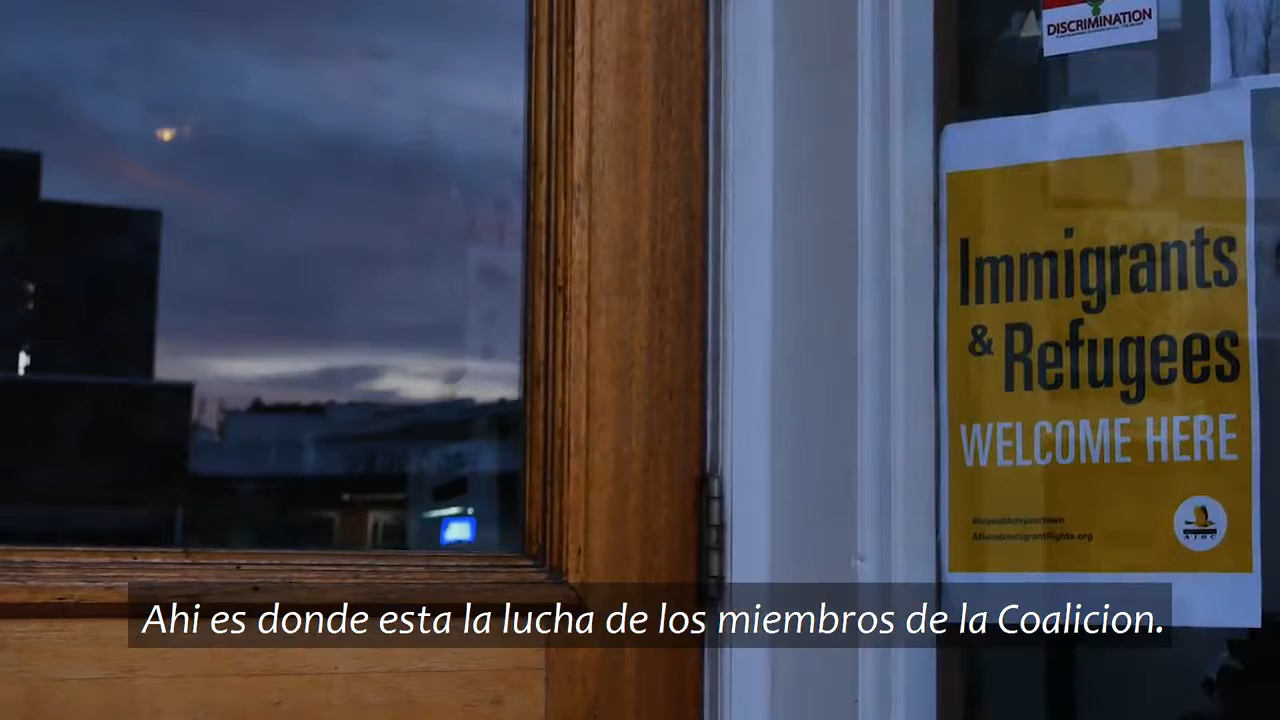 DISCRIMINATION
Immigrants
& Refugees
WELCOME HERE
Ahi es donde esta la lucha de los miembros de la Coalicion.